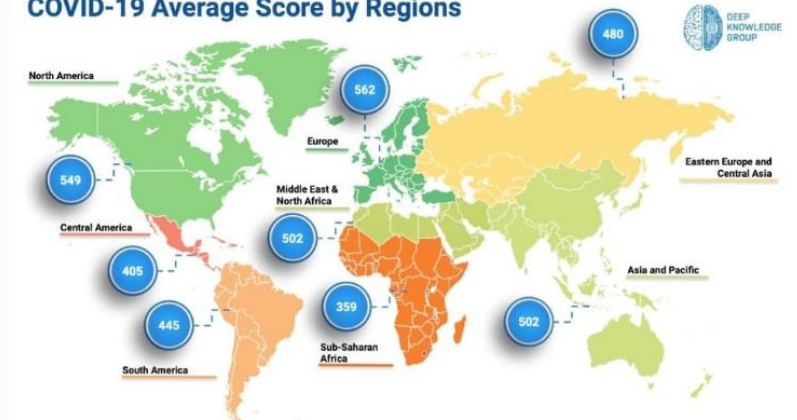 COVID-19 Average Score by Regions
DEEP
KNOWLEDGE
GROUP
480
North America
562
Europe
Eastern Europe and
Central Asia
549
Middle East &
North Africa
Central America
502
405
Asia and Pacific
359
445
502
Sub-Saharan
Africa
South America